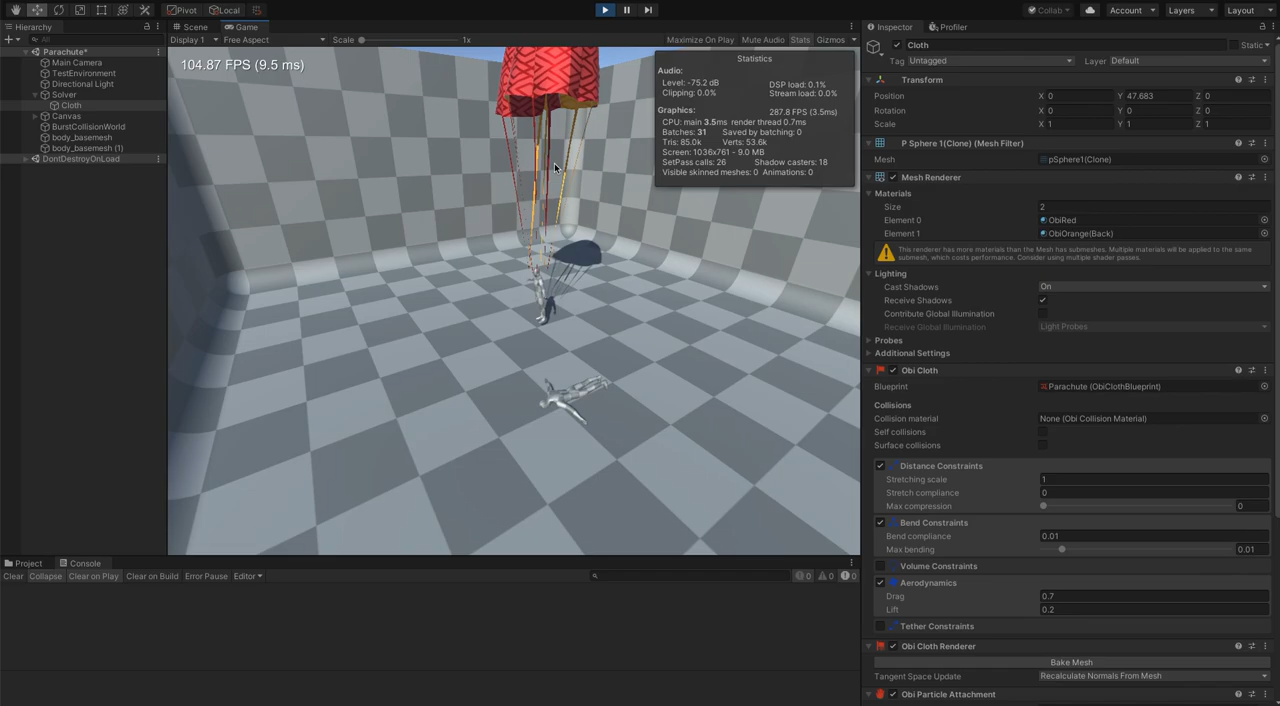 Pivot Local Collab Account Layers Layout
Hierarchy
All
Parachute*
Main Camera
TestEnvironment
Directional Light
Solver
Cloth
Canvas
BurstCollisionWorld
body_basemesh
body_basemesh (1)
DontDestroyOnLoad
Scene Game
Display 1 Free Aspect Scale 1x Maximize On Play Mute Audio Stats Gizmos
104.87 FPS (9.5 ms)
Statistics
Audio:
Level: -75.2 dB DSP load: 0.1%
Clipping: 0.0% Stream load: 0.0%
Graphics: 287.8 FPS (3.5ms)
CPU: main 3.5ms render thread 0.7ms
Batches: 31 Saved by batching: 0
Tris: 85.0k Verts: 53.6k
Screen: 1036x761 - 9.0 MB
SetPass calls: 26 Shadow casters: 18
Visible skinned meshes: 0 Animations: 0
Project Console
Clear Collapse Clear on Play Clear on Build Error Pause Editor 0 0 0
Inspector Profiler
Cloth Static
Tag Untagged Layer Default
Transform
Position X 0 Y 47.683 Z 0
Rotation X 0 Y 0 Z 0
Scale X 1 Y 1 Z 1
P Sphere 1(Clone) (Mesh Filter)
Mesh pSphere1(Clone)
Mesh Renderer
Materials
Size 2
Element 0 ObiRed
Element 1 ObiOrange(Back)
This renderer has more materials than the Mesh has submeshes. Multiple materials will be applied to the same
submesh, which costs performance. Consider using multiple shader passes.
Lighting
Cast Shadows On
Receive Shadows
Contribute Global Illumination
Receive Global Illumination Light Probes
Probes
Additional Settings
Obi Cloth
Blueprint Parachute (ObiClothBlueprint)
Collisions
Collision material None (Obi Collision Material)
Self collisions
Surface collisions
Distance Constraints
Stretching scale 1
Stretch compliance 0
Max compression 0
Bend Constraints
Bend compliance 0.01
Max bending 0.01
Volume Constraints
Aerodynamics
Drag 0.7
Lift 0.2
Tether Constraints
Obi Cloth Renderer
Bake Mesh
Tangent Space Update Recalculate Normals From Mesh
Obi Particle Attachment